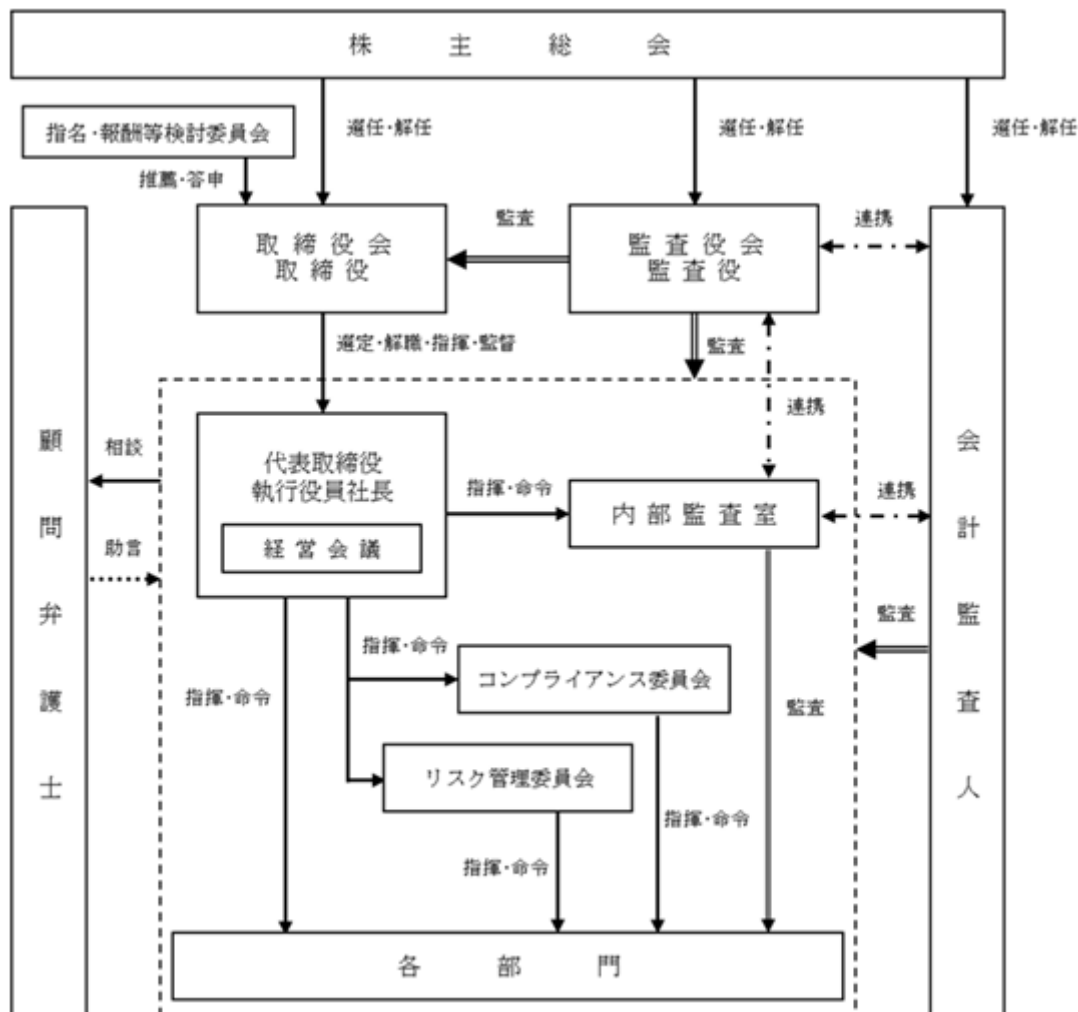 株主総会
指名・報酬等検討委員会
選任・解任
選任・解任
選任・解任
推薦・答申
取締役会
取締役
監査
監査役会
監査役
連携
選定・解職・指揮・監督
監査
連携
顧問弁護士
相談
助言
代表取締役
執行役員社長
経営会議
指揮・命令
内部監査室
連携
会計監査人
監査
指揮・命令
コンプライアンス委員会
指揮・命令
監査
リスク管理委員会
指揮・命令
指揮・命令
各部門